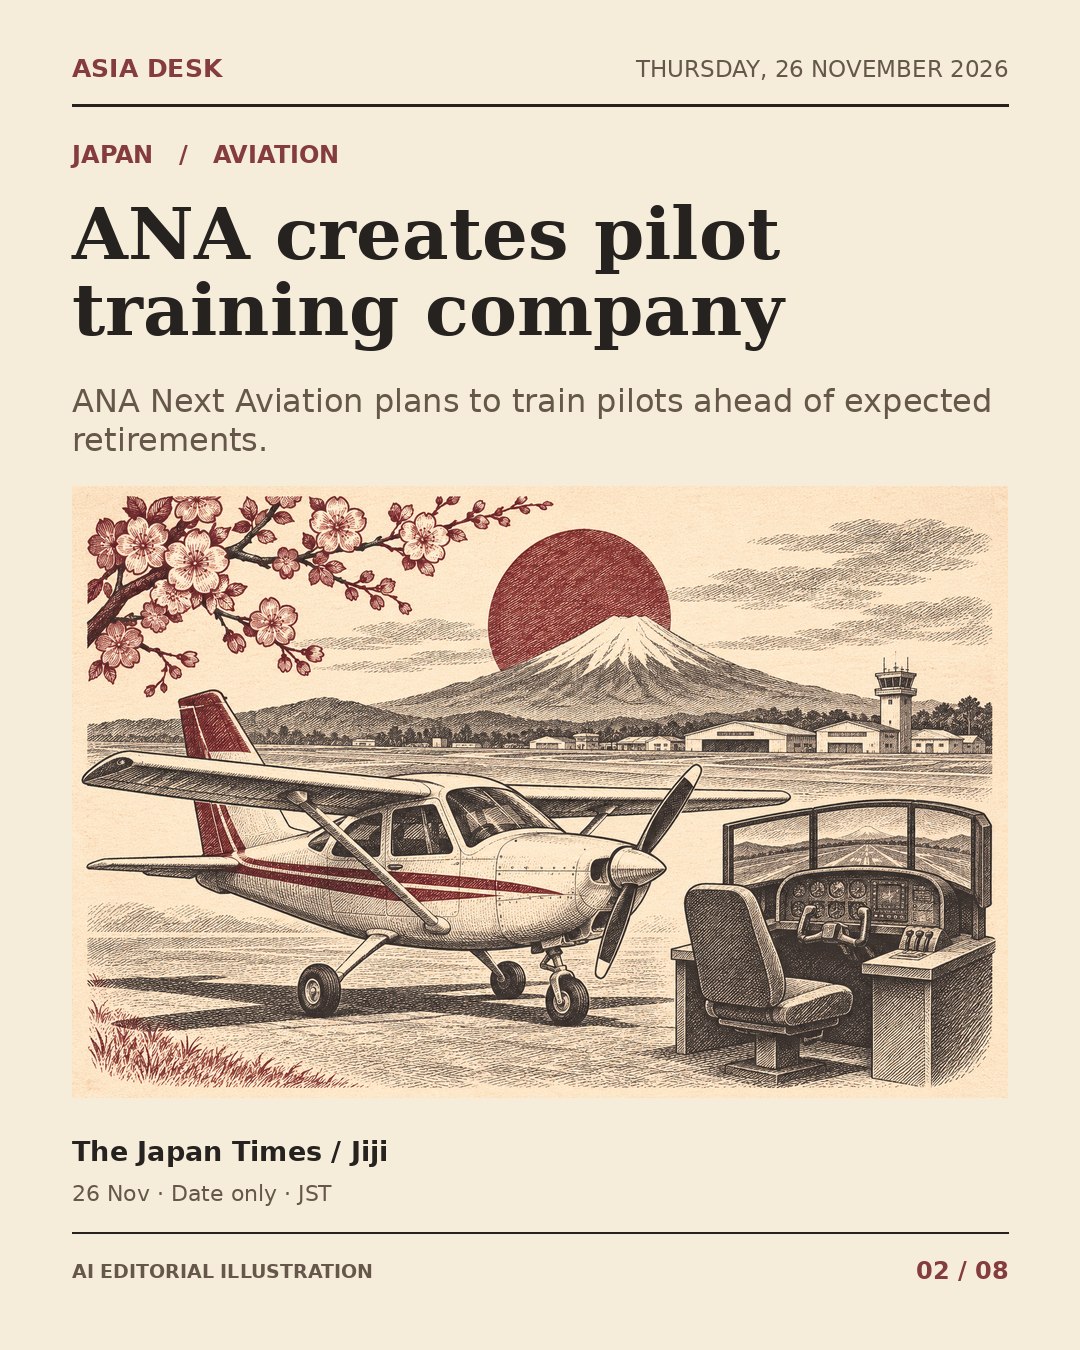 ASIA DESK
THURSDAY, 26 NOVEMBER 2026
JAPAN / AVIATION
ANA creates pilot
training company
ANA Next Aviation plans to train pilots ahead of expected
retirements.
The Japan Times / Jiji
26 Nov · Date only · JST
AI EDITORIAL ILLUSTRATION
02 / 08